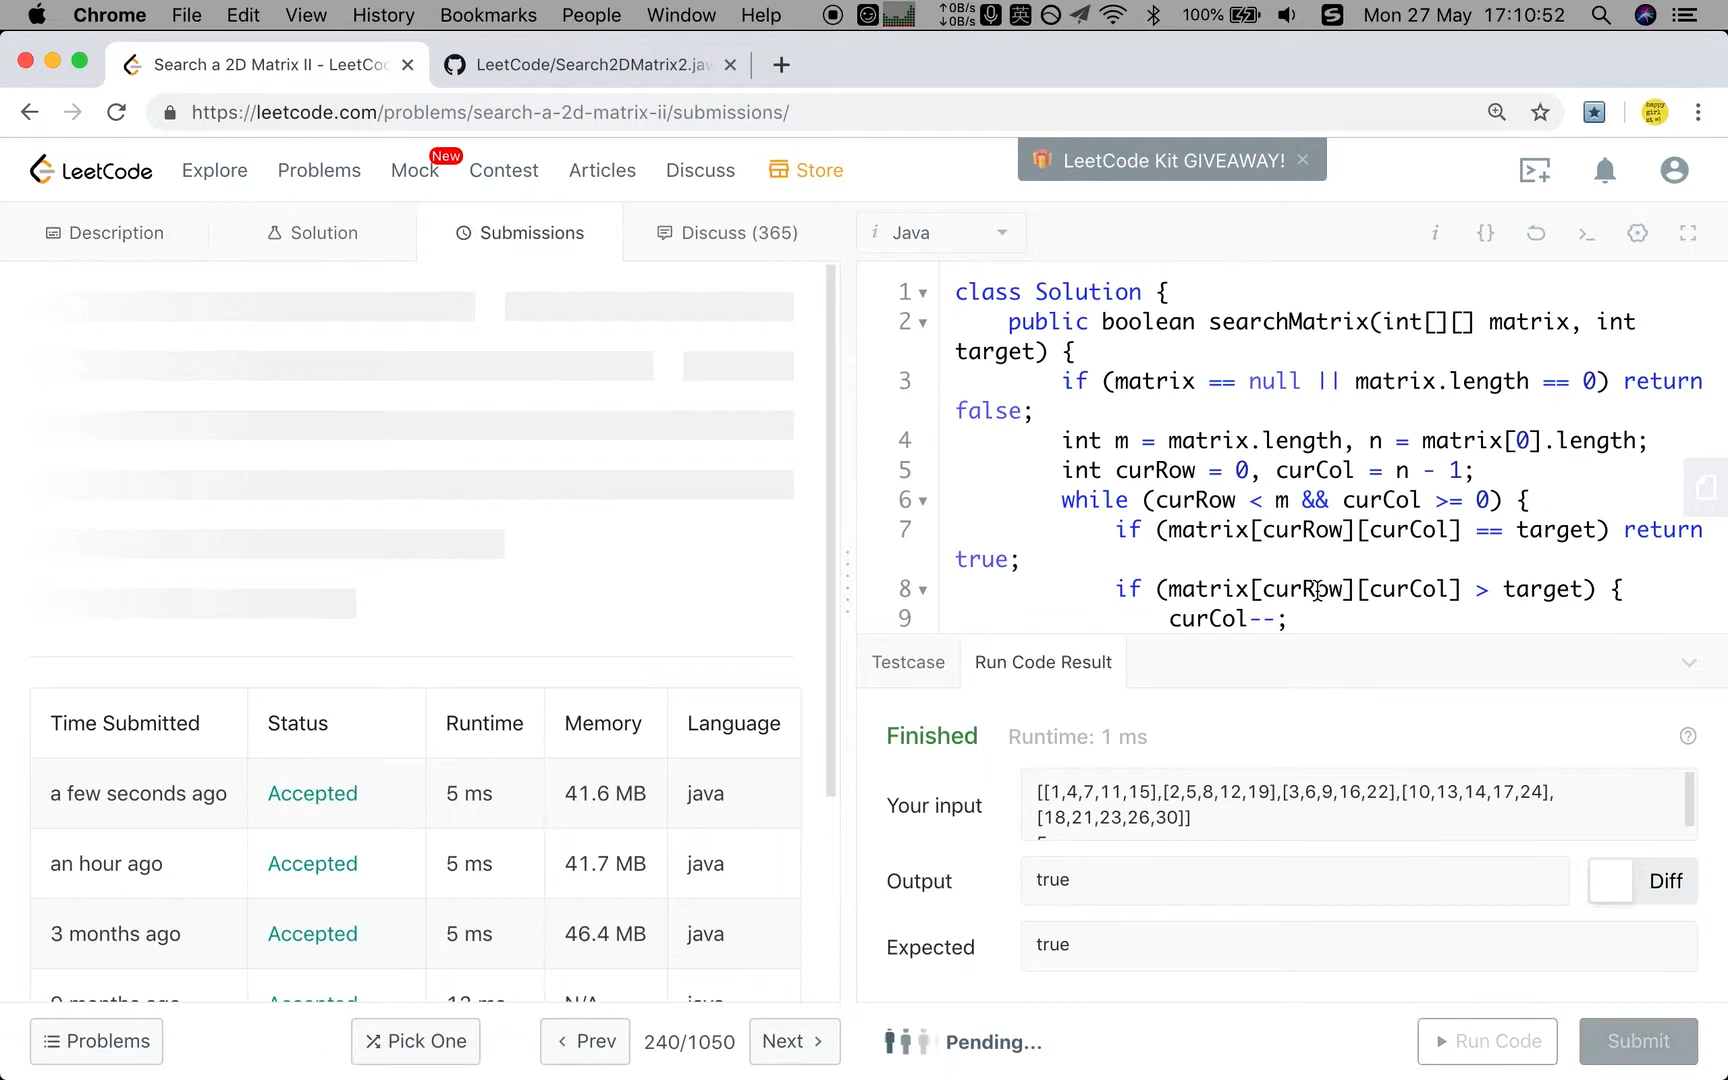 Chrome File Edit View History Bookmarks People Window Help 0B/s 0B/s 英 100% Mon 27 May 17:10:52
Search a 2D Matrix II - LeetCo LeetCode/Search2DMatrix2.jav
https://leetcode.com/problems/search-a-2d-matrix-ii/submissions/
LeetCode Explore Problems Mock New Contest Articles Discuss Store LeetCode Kit GIVEAWAY!
Description Solution Submissions Discuss (365) i Java
1 class Solution {
2 public boolean searchMatrix(int[][] matrix, int
target) {
3 if (matrix == null || matrix.length == 0) return
false;
4 int m = matrix.length, n = matrix[0].length;
5 int curRow = 0, curCol = n - 1;
6 while (curRow < m && curCol >= 0) {
7 if (matrix[curRow][curCol] == target) return
true;
8 if (matrix[curRow][curCol] > target) {
9 curCol--;
Testcase Run Code Result
Finished Runtime: 1 ms
Your input
[[1,4,7,11,15],[2,5,8,12,19],[3,6,9,16,22],[10,13,14,17,24],
[18,21,23,26,30]]
Output true Diff
Expected true
Time Submitted Status Runtime Memory Language
a few seconds ago Accepted 5 ms 41.6 MB java
an hour ago Accepted 5 ms 41.7 MB java
3 months ago Accepted 5 ms 46.4 MB java
Problems Pick One Prev 240/1050 Next Pending... Run Code Submit